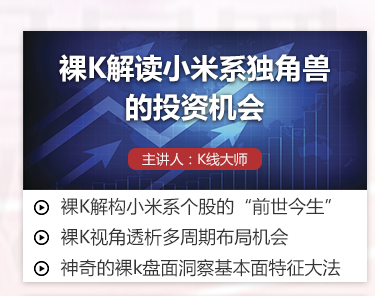 裸K解读小米系独角兽
的投资机会
主讲人：K线大师
裸K解构小米系个股的“前世今生”
裸K视角透析多周期布局机会
神奇的裸k盘面洞察基本面特征大法